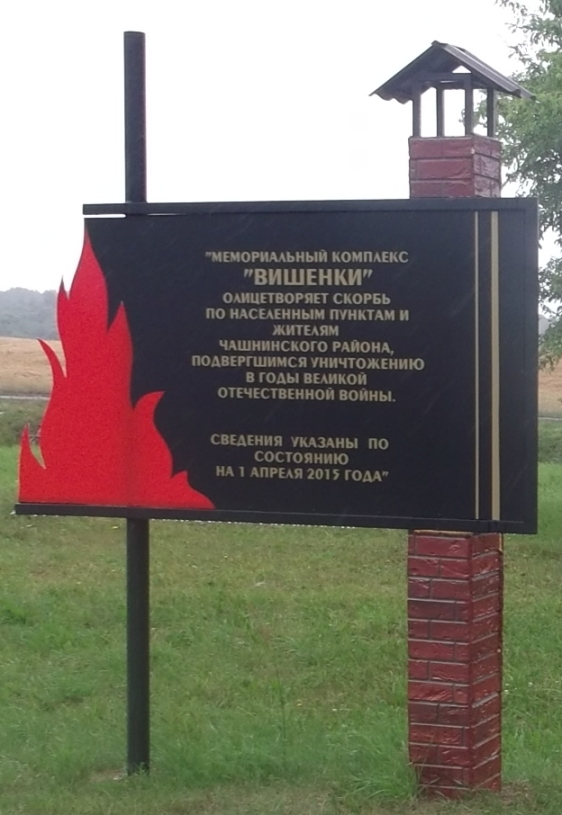 "МЕМОРИАЛЬНЫЙ КОМПЛЕКС
"ВИШЕНКИ"
ОЛИЦЕТВОРЯЕТ СКОРБЬ
ПО НАСЕЛЕННЫМ ПУНКТАМ И
ЖИТЕЛЯМ
ЧАШНИНСКОГО РАЙОНА,
ПОДВЕРГШИМСЯ УНИЧТОЖЕНИЮ
В ГОДЫ ВЕЛИКОЙ
ОТЕЧЕСТВЕННОЙ ВОЙНЫ.
СВЕДЕНИЯ УКАЗАНЫ ПО
СОСТОЯНИЮ
НА 1 АПРЕЛЯ 2015 ГОДА"